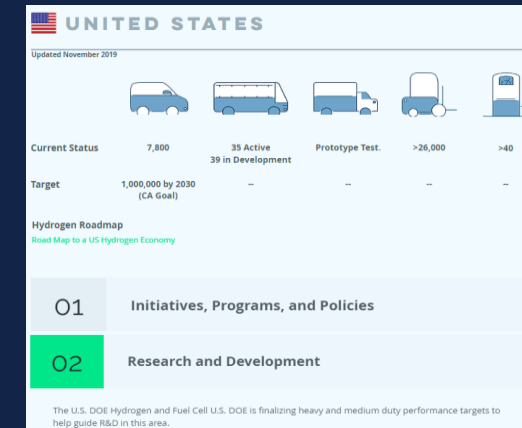 UNITED STATES
Updated November 2019
Current Status 7,800 35 Active Prototype Test. >26,000 >40
39 in Development
Target 1,000,000 by 2030 -- -- -- --
(CA Goal)
Hydrogen Roadmap
Road Map to a US Hydrogen Economy
01 Initiatives, Programs, and Policies
02 Research and Development
The U.S. DOE Hydrogen and Fuel Cell U.S. DOE is finalizing heavy and medium duty performance targets to
help guide R&D in this area.